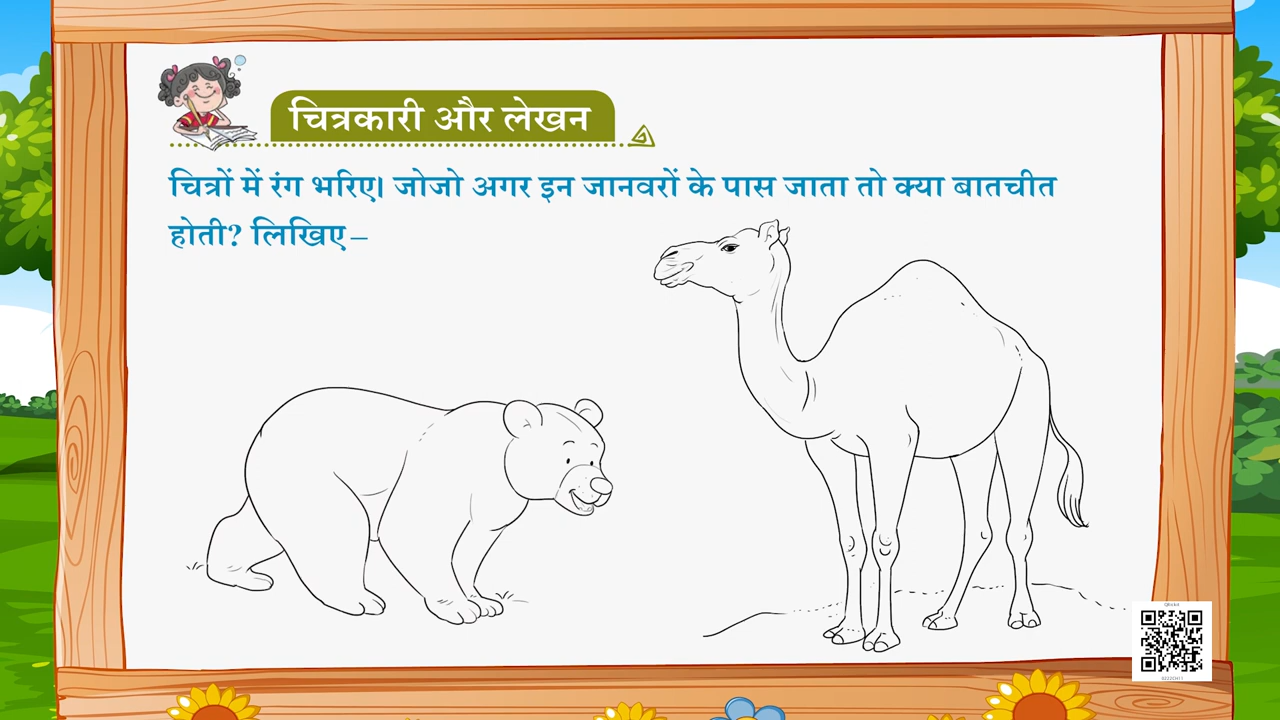 चित्रकारी और लेखन
चित्रों में रंग भरिए। जोजो अगर इन जानवरों के पास जाता तो क्या बातचीत
होती? लिखिए –